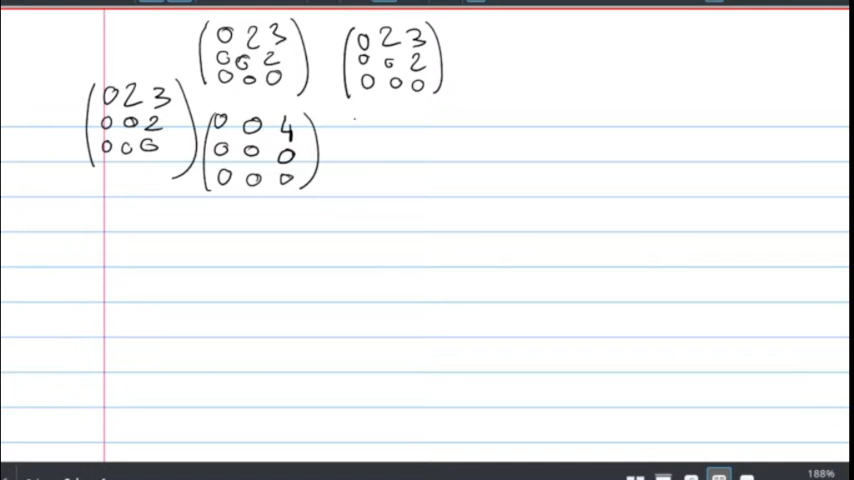 ( 0 2 3 ) ( 0 2 3 )
( 0 0 2 ) ( 0 0 2 )
( 0 0 0 ) ( 0 0 0 )
( 0 2 3 ) ( 0 0 4 )
( 0 0 2 ) ( 0 0 0 )
( 0 0 0 ) ( 0 0 0 )
188%